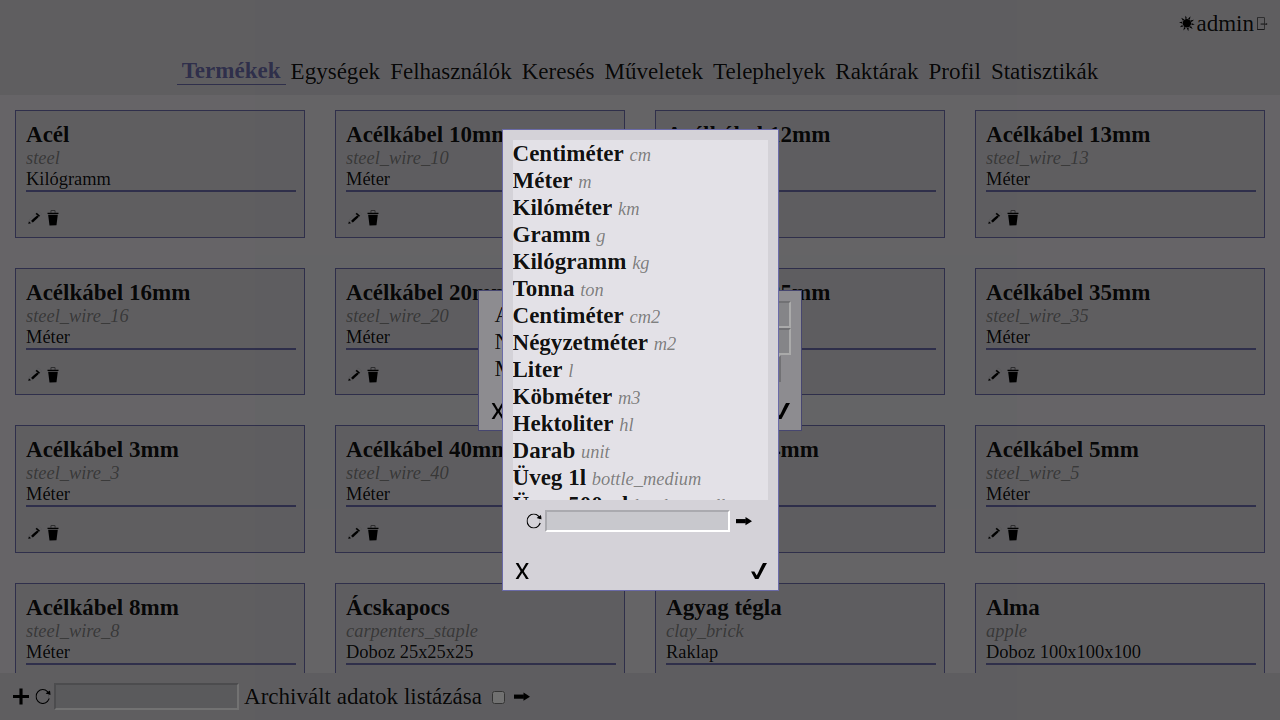 admin
Termékek Egységek Felhasználók Keresés Műveletek Telephelyek Raktárak Profil Statisztikák
Acél
steel
Kilógramm
Acélkábel 10mm
steel_wire_10
Méter
12mm
Acélkábel 13mm
steel_wire_13
Méter
Acélkábel 16mm
steel_wire_16
Méter
Acélkábel 20mm
steel_wire_20
Méter
5mm
Acélkábel 35mm
steel_wire_35
Méter
Acélkábel 3mm
steel_wire_3
Méter
Acélkábel 40mm
steel_wire_40
Méter
mm
Acélkábel 5mm
steel_wire_5
Méter
Acélkábel 8mm
steel_wire_8
Méter
Ácskapocs
carpenters_staple
Doboz 25x25x25
Agyag tégla
clay_brick
Raklap
Alma
apple
Doboz 100x100x100
Centiméter cm
Méter m
Kilóméter km
Gramm g
Kilógramm kg
Tonna ton
Centiméter cm2
Négyzetméter m2
Liter l
Köbméter m3
Hektoliter hl
Darab unit
Üveg 1l bottle_medium
X
X
Archivált adatok listázása